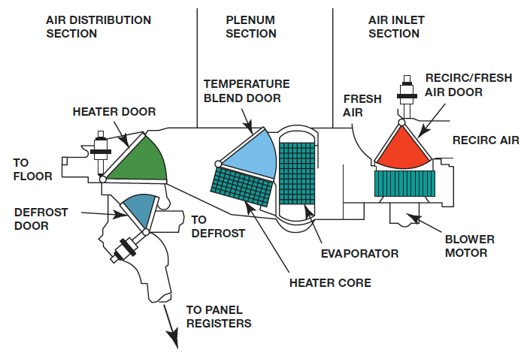 AIR DISTRIBUTION
SECTION
PLENUM
SECTION
AIR INLET
SECTION
TEMPERATURE
BLEND DOOR
RECIRC/FRESH
AIR DOOR
FRESH
AIR
HEATER DOOR
RECIRC AIR
TO
FLOOR
DEFROST
DOOR
TO
DEFROST
EVAPORATOR
BLOWER
MOTOR
HEATER CORE
TO PANEL
REGISTERS